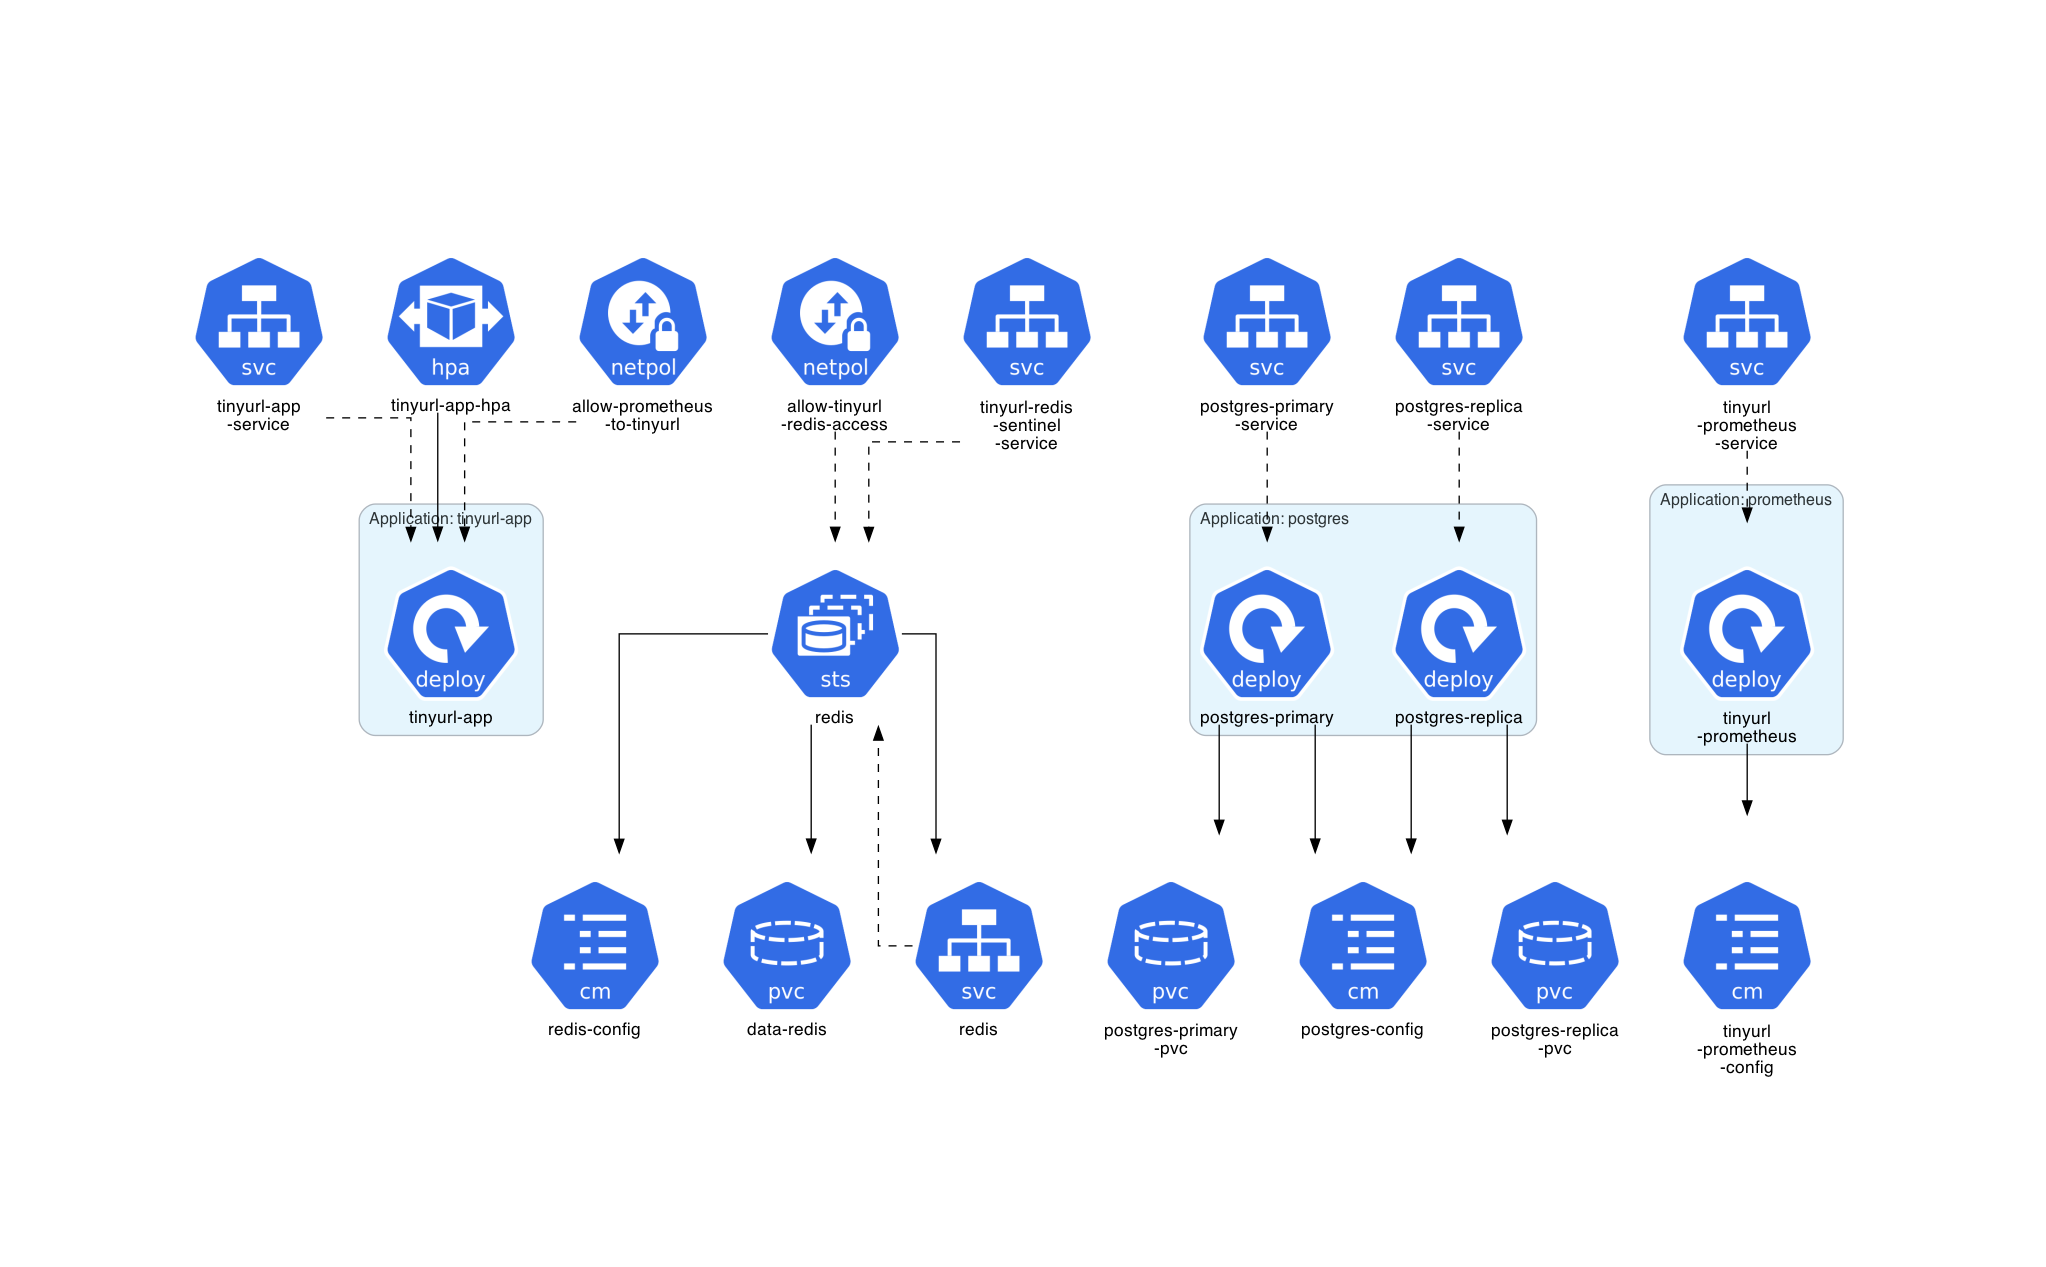 svc
tinyurl-app
-service
hpa
tinyurl-app-hpa
netpol
allow-prometheus
-to-tinyurl
netpol
allow-tinyurl
-redis-access
svc
tinyurl-redis
-sentinel
-service
svc
postgres-primary
-service
svc
postgres-replica
-service
svc
tinyurl
-prometheus
-service
Application: tinyurl-app
deploy
tinyurl-app
sts
redis
Application: postgres
deploy
postgres-primary
deploy
postgres-replica
Application: prometheus
deploy
tinyurl
-prometheus
cm
redis-config
pvc
data-redis
svc
redis
pvc
postgres-primary
-pvc
cm
postgres-config
pvc
postgres-replica
-pvc
cm
tinyurl
-prometheus
-config